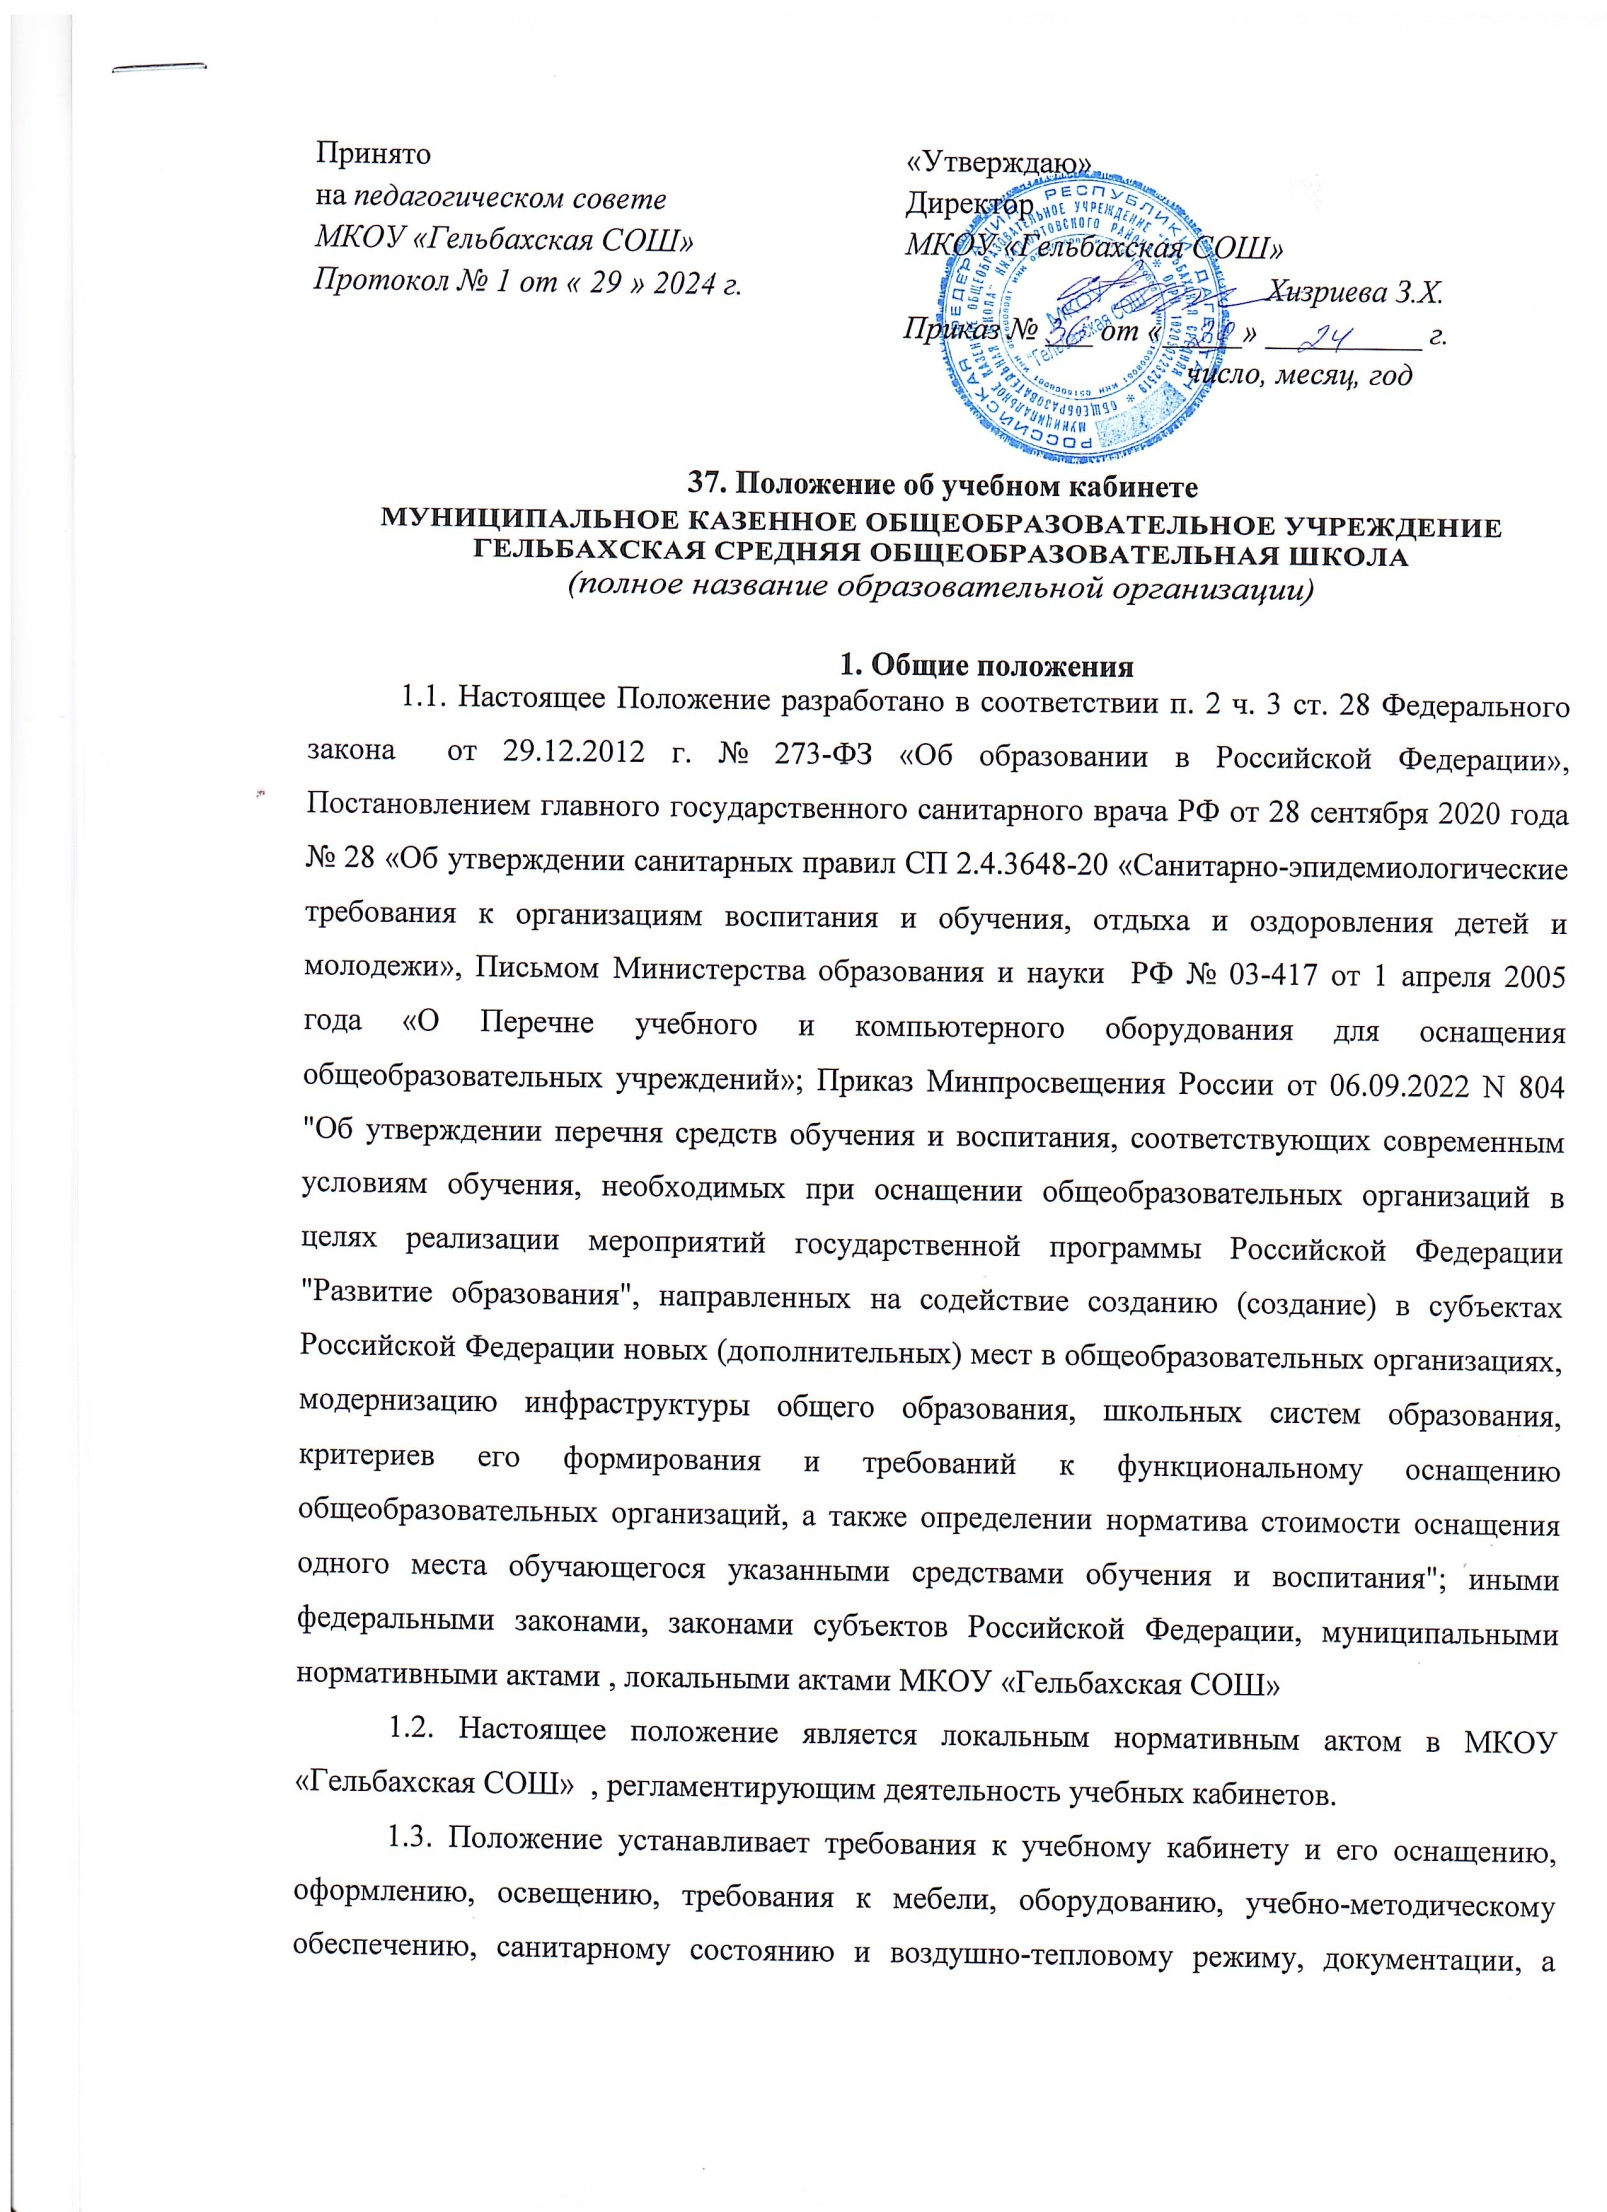 Принято
на педагогическом совете
МКОУ «Гельбахская СОШ»
Протокол № 1 от « 29 » 2024 г.
«Утверждаю»
Директор
МКОУ «Гельбахская СОШ»
Хизриева З.Х.
Приказ № 36 от « » 24 г.
число, месяц, год
РОССИЙСКАЯ ФЕДЕРАЦИЯ РЕСПУБЛИКИ ДАГЕСТАН
МКОУ
"Гельбахская СОШ"
37. Положение об учебном кабинете
МУНИЦИПАЛЬНОЕ КАЗЕННОЕ ОБЩЕОБРАЗОВАТЕЛЬНОЕ УЧРЕЖДЕНИЕ
ГЕЛЬБАХСКАЯ СРЕДНЯЯ ОБЩЕОБРАЗОВАТЕЛЬНАЯ ШКОЛА
(полное название образовательной организации)
1. Общие положения
1.1. Настоящее Положение разработано в соответствии п. 2 ч. 3 ст. 28 Федерального
закона от 29.12.2012 г. № 273-ФЗ «Об образовании в Российской Федерации»,
Постановлением главного государственного санитарного врача РФ от 28 сентября 2020 года
№ 28 «Об утверждении санитарных правил СП 2.4.3648-20 «Санитарно-эпидемиологические
требования к организациям воспитания и обучения, отдыха и оздоровления детей и
молодежи», Письмом Министерства образования и науки РФ № 03-417 от 1 апреля 2005
года «О Перечне учебного и компьютерного оборудования для оснащения
общеобразовательных учреждений»; Приказ Минпросвещения России от 06.09.2022 N 804
"Об утверждении перечня средств обучения и воспитания, соответствующих современным
условиям обучения, необходимых при оснащении общеобразовательных организаций в
целях реализации мероприятий государственной программы Российской Федерации
"Развитие образования", направленных на содействие созданию (создание) в субъектах
Российской Федерации новых (дополнительных) мест в общеобразовательных организациях,
модернизацию инфраструктуры общего образования, школьных систем образования,
критериев его формирования и требований к функциональному оснащению
общеобразовательных организаций, а также определении норматива стоимости оснащения
одного места обучающегося указанными средствами обучения и воспитания"; иными
федеральными законами, законами субъектов Российской Федерации, муниципальными
нормативными актами , локальными актами МКОУ «Гельбахская СОШ»
1.2. Настоящее положение является локальным нормативным актом в МКОУ
«Гельбахская СОШ» , регламентирующим деятельность учебных кабинетов.
1.3. Положение устанавливает требования к учебному кабинету и его оснащению,
оформлению, освещению, требования к мебели, оборудованию, учебно-методическому
обеспечению, санитарному состоянию и воздушно-тепловому режиму, документации, а